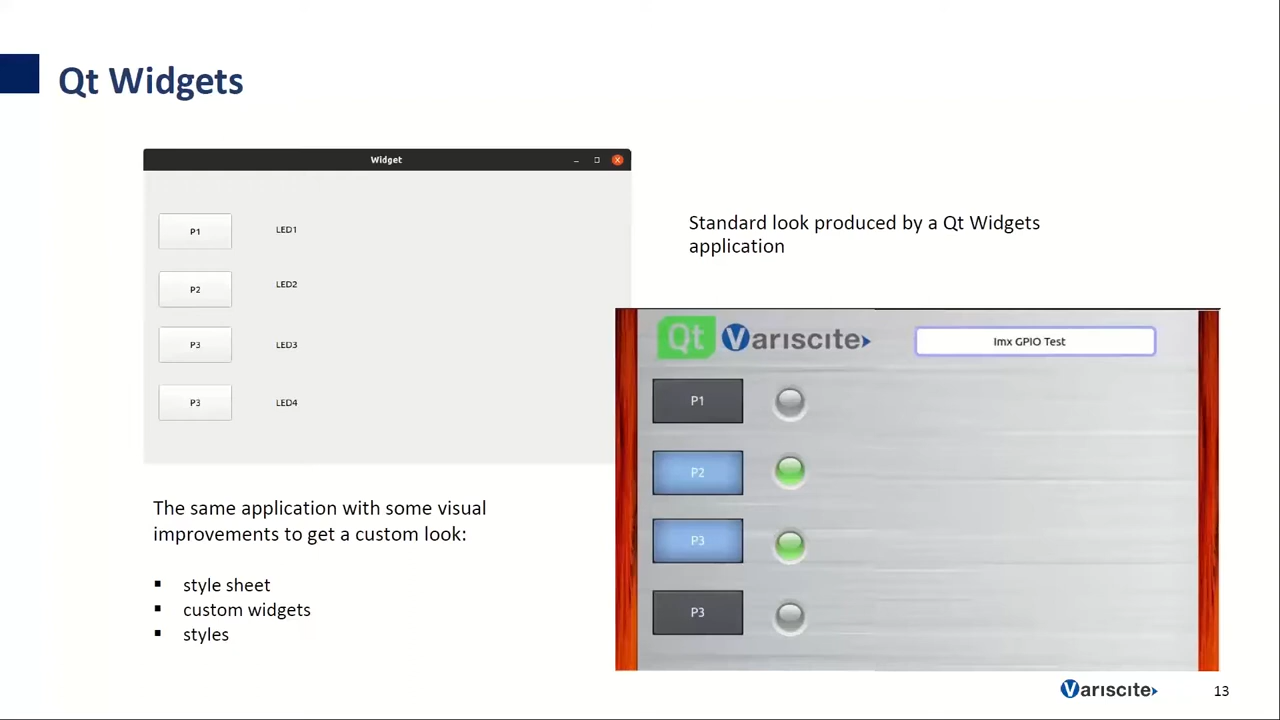 Qt Widgets
Widget
P1
LED1
P2
LED2
P3
LED3
P3
LED4
Standard look produced by a Qt Widgets
application
Qt Variscite
Imx GPIO Test
P1
P2
P3
P3
The same application with some visual
improvements to get a custom look:
▪ style sheet
▪ custom widgets
▪ styles
Variscite
13